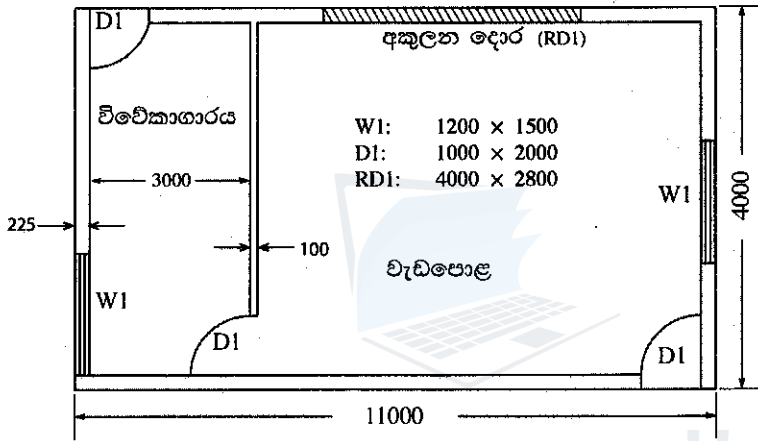 D1
අකුලන දොර (RD1)
විවේකාගාරය
W1: 1200 × 1500
D1: 1000 × 2000
RD1: 4000 × 2800
3000
W1
4000
225
100
වැඩපොළ
W1
D1
D1
11000